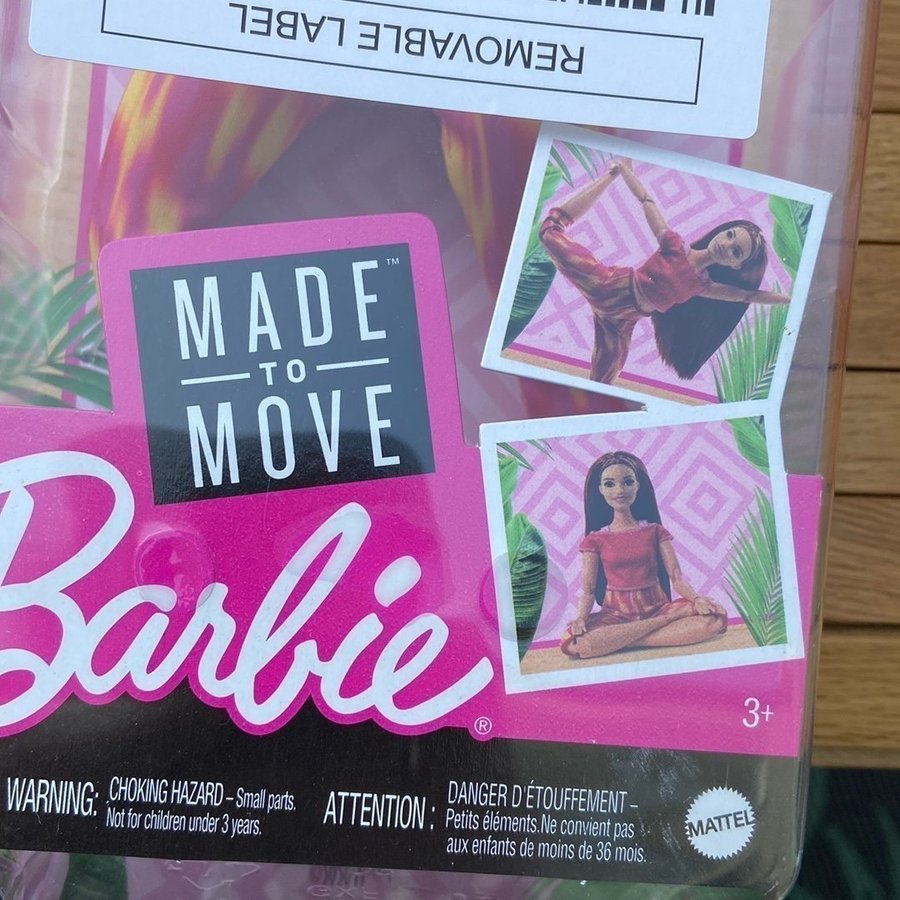 REMOVABLE LABEL
MADE™
TO
MOVE
Barbie®
3+
WARNING: CHOKING HAZARD – Small parts.
Not for children under 3 years.
ATTENTION : DANGER D'ÉTOUFFEMENT –
Petits éléments.Ne convient pas
aux enfants de moins de 36 mois.
MATTEL